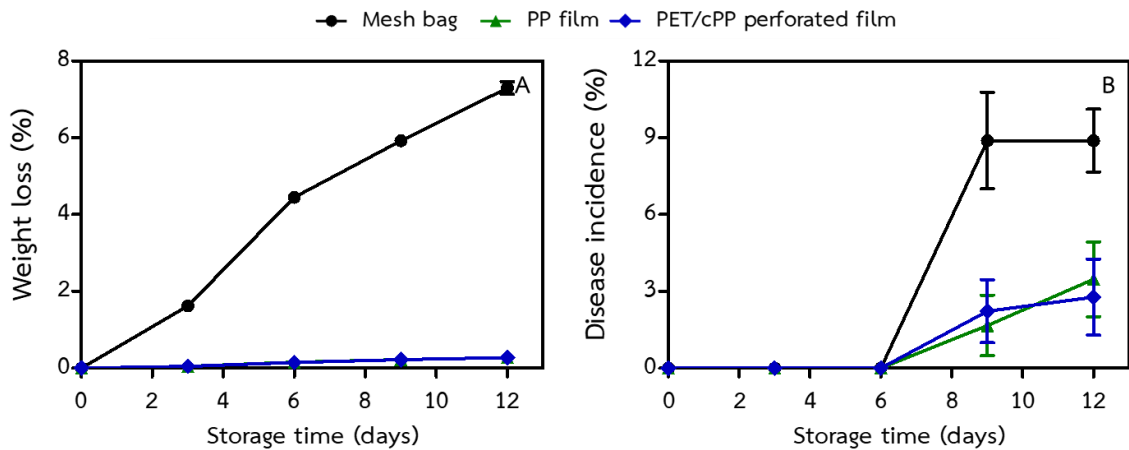 Mesh bag PP film PET/cPP perforated film
A
8
6
4
2
0
Weight loss (%)
0 2 4 6 8 10 12
Storage time (days)
B
12
9
6
3
0
Disease incidence (%)
0 2 4 6 8 10 12
Storage time (days)